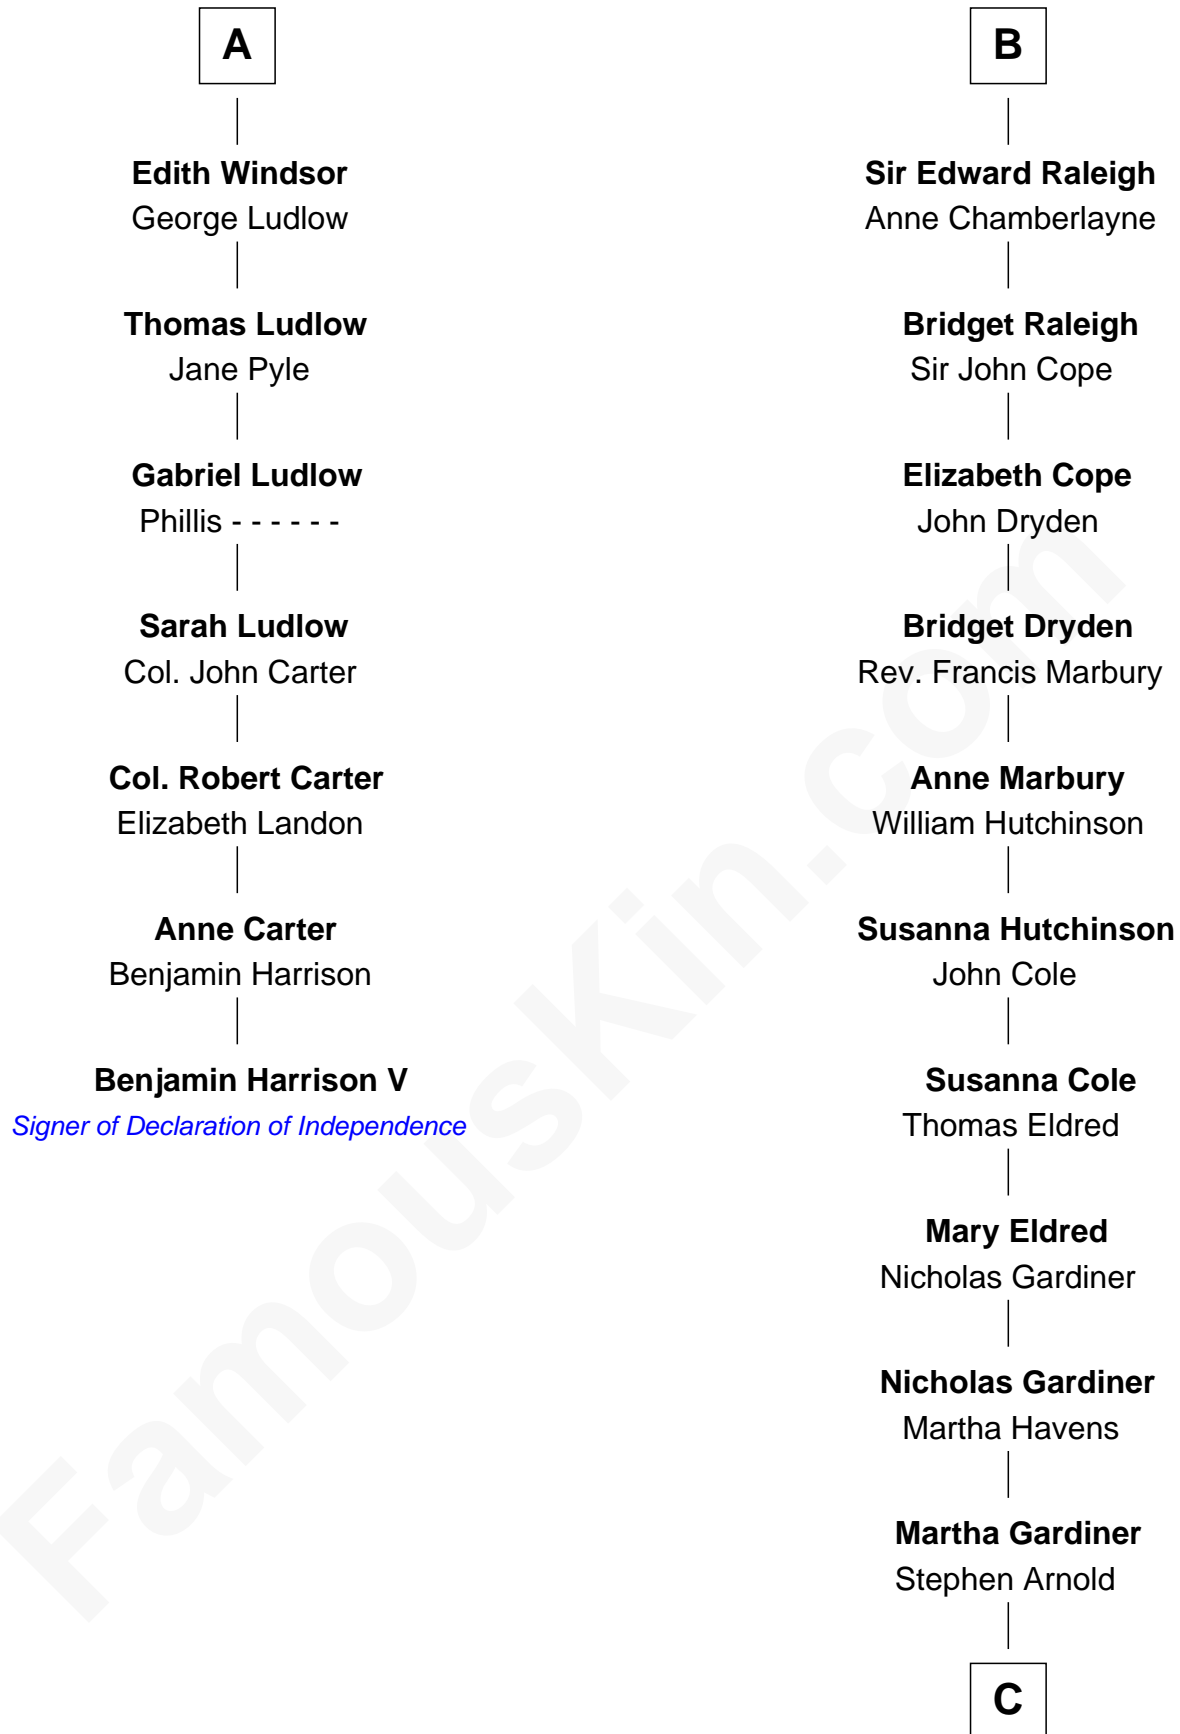 A
Edith Windsor
George Ludlow
Thomas Ludlow
Jane Pyle
Gabriel Ludlow
Phillis - - - - - -
Sarah Ludlow
Col. John Carter
Col. Robert Carter
Elizabeth Landon
Anne Carter
Benjamin Harrison
Benjamin Harrison V
Signer of Declaration of Independence
B
Sir Edward Raleigh
Anne Chamberlayne
Bridget Raleigh
Sir John Cope
Elizabeth Cope
John Dryden
Bridget Dryden
Rev. Francis Marbury
Anne Marbury
William Hutchinson
Susanna Hutchinson
John Cole
Susanna Cole
Thomas Eldred
Mary Eldred
Nicholas Gardiner
Nicholas Gardiner
Martha Havens
Martha Gardiner
Stephen Arnold
C
FamousKin.com